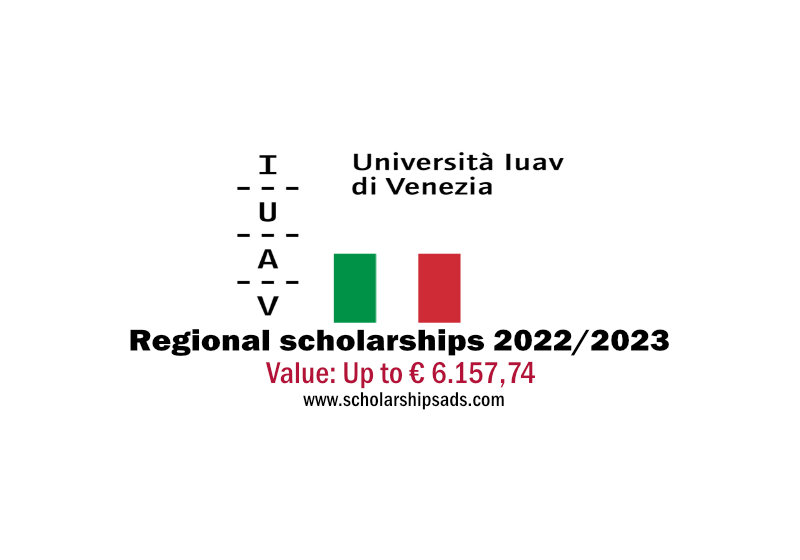 I
U
A
V
Università Iuav
di Venezia
Regional scholarships 2022/2023
Value: Up to € 6.157,74
www.scholarshipsads.com